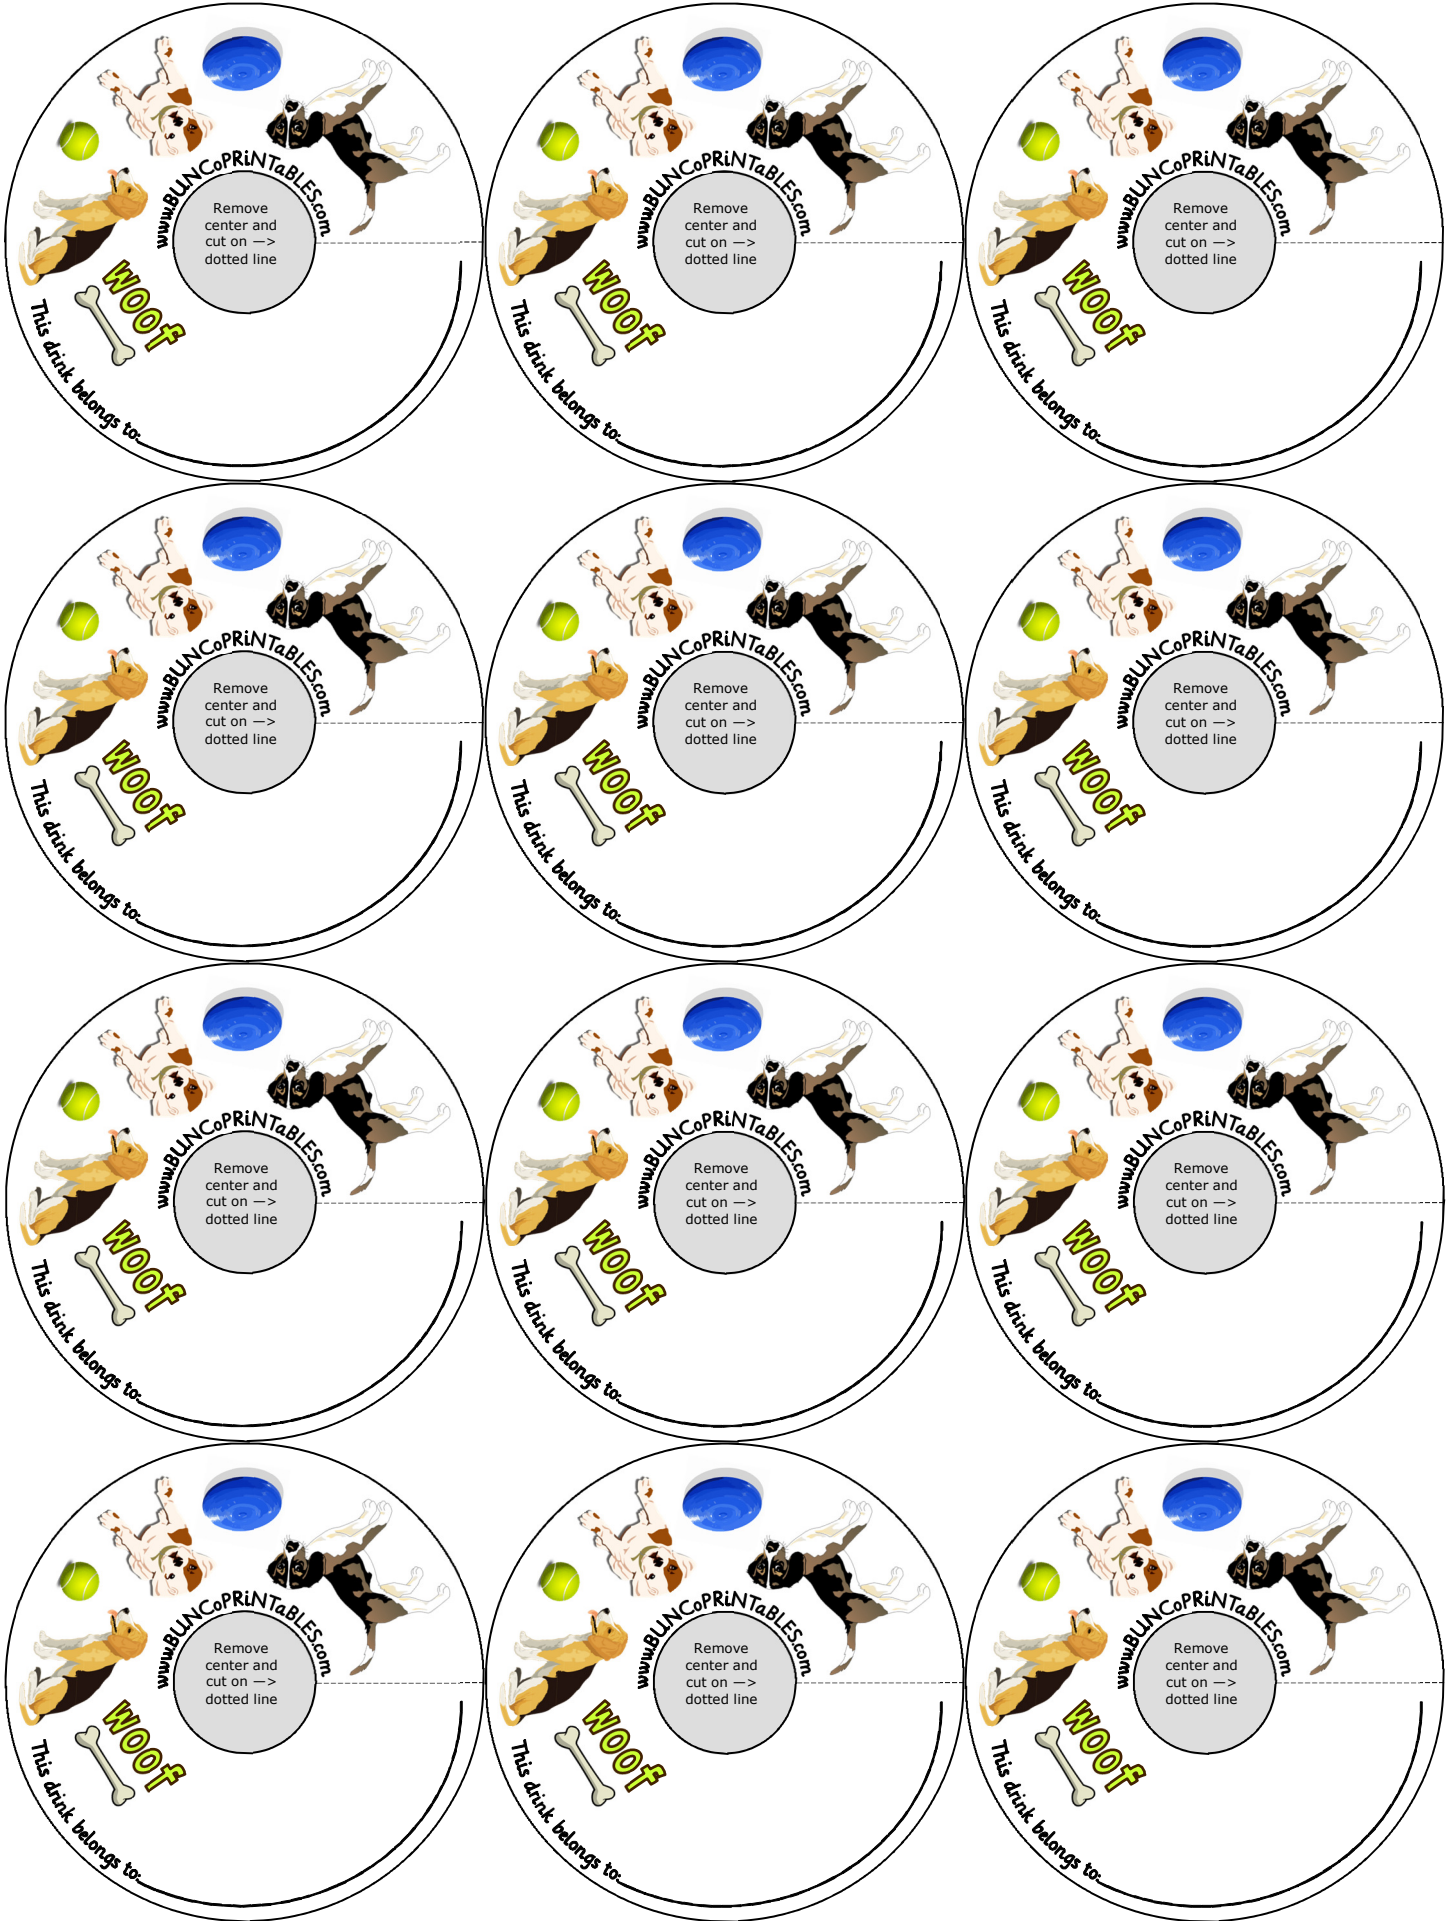 www.BUNCoPRiNTaBLES.com
Remove
center and
cut on —>
dotted line
woof
This drink belongs to:
www.BUNCoPRiNTaBLES.com
Remove
center and
cut on —>
dotted line
woof
This drink belongs to:
www.BUNCoPRiNTaBLES.com
Remove
center and
cut on —>
dotted line
woof
This drink belongs to:
www.BUNCoPRiNTaBLES.com
Remove
center and
cut on —>
dotted line
woof
This drink belongs to:
www.BUNCoPRiNTaBLES.com
Remove
center and
cut on —>
dotted line
woof
This drink belongs to:
www.BUNCoPRiNTaBLES.com
Remove
center and
cut on —>
dotted line
woof
This drink belongs to:
www.BUNCoPRiNTaBLES.com
Remove
center and
cut on —>
dotted line
woof
This drink belongs to:
www.BUNCoPRiNTaBLES.com
Remove
center and
cut on —>
dotted line
woof
This drink belongs to:
www.BUNCoPRiNTaBLES.com
Remove
center and
cut on —>
dotted line
woof
This drink belongs to:
www.BUNCoPRiNTaBLES.com
Remove
center and
cut on —>
dotted line
woof
This drink belongs to:
www.BUNCoPRiNTaBLES.com
Remove
center and
cut on —>
dotted line
woof
This drink belongs to:
www.BUNCoPRiNTaBLES.com
Remove
center and
cut on —>
dotted line
woof
This drink belongs to: